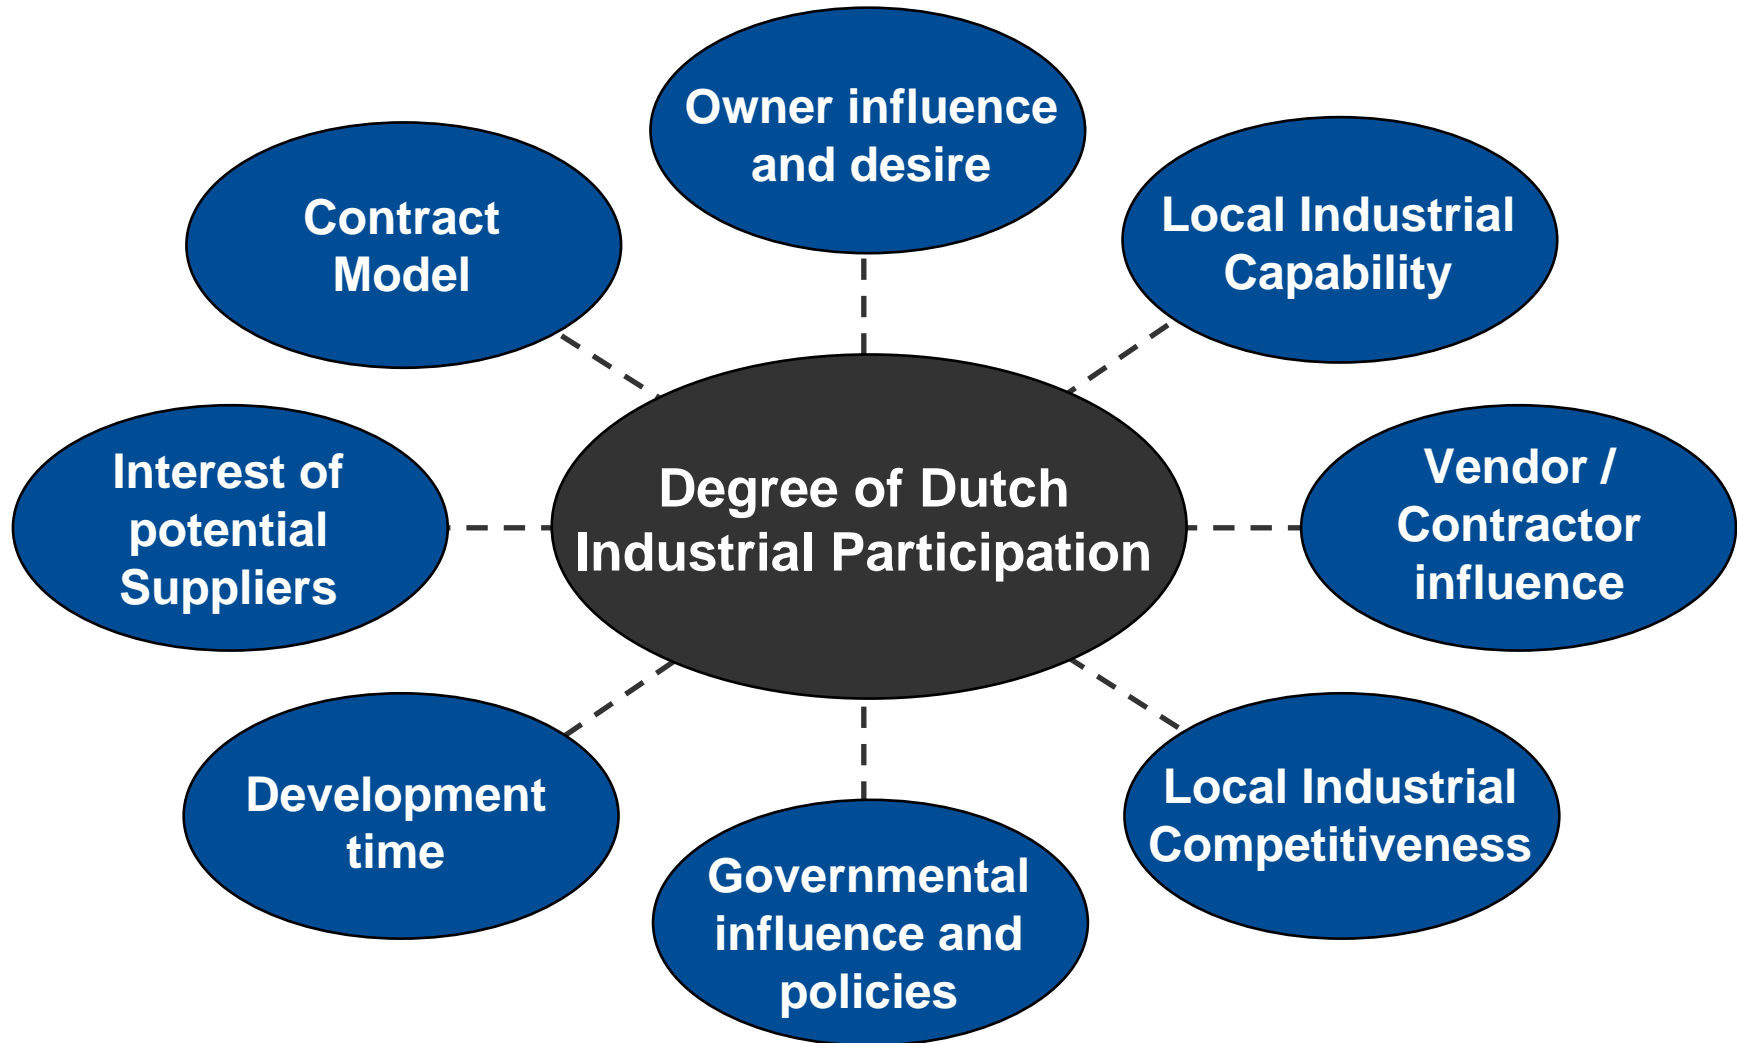 Owner influence
and desire
Contract
Model
Local Industrial
Capability
Interest of
potential
Suppliers
Degree of Dutch
Industrial Participation
Vendor /
Contractor
influence
Development
time
Local Industrial
Competitiveness
Governmental
influence and
policies